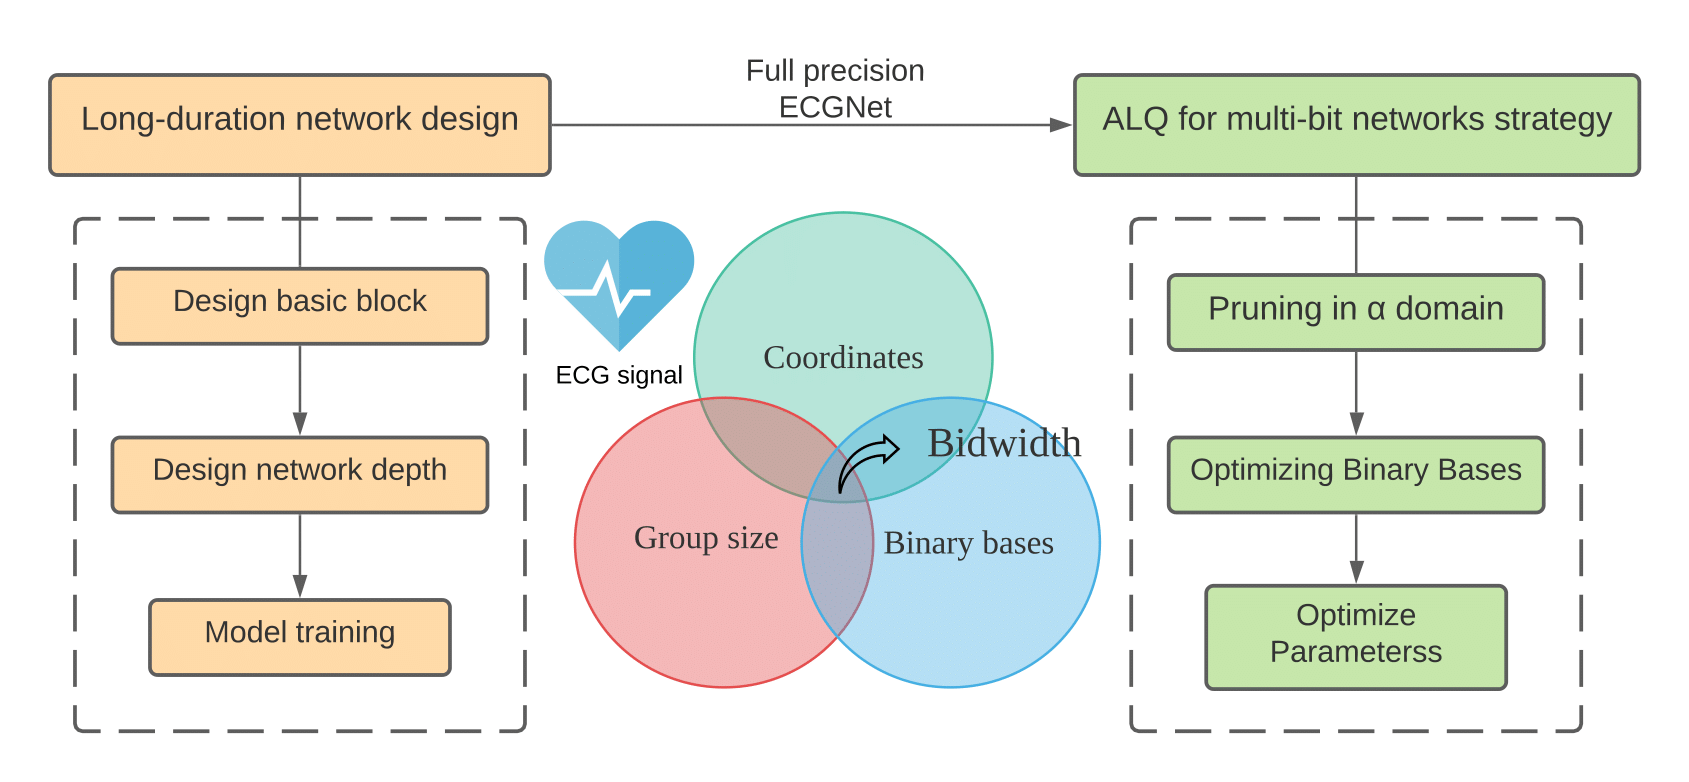 Long-duration network design
Full precision
ECGNet
ALQ for multi-bit networks strategy
Design basic block
Design network depth
Model training
ECG signal
Coordinates
Bidwidth
Group size
Binary bases
Pruning in α domain
Optimizing Binary Bases
Optimize
Parameterss